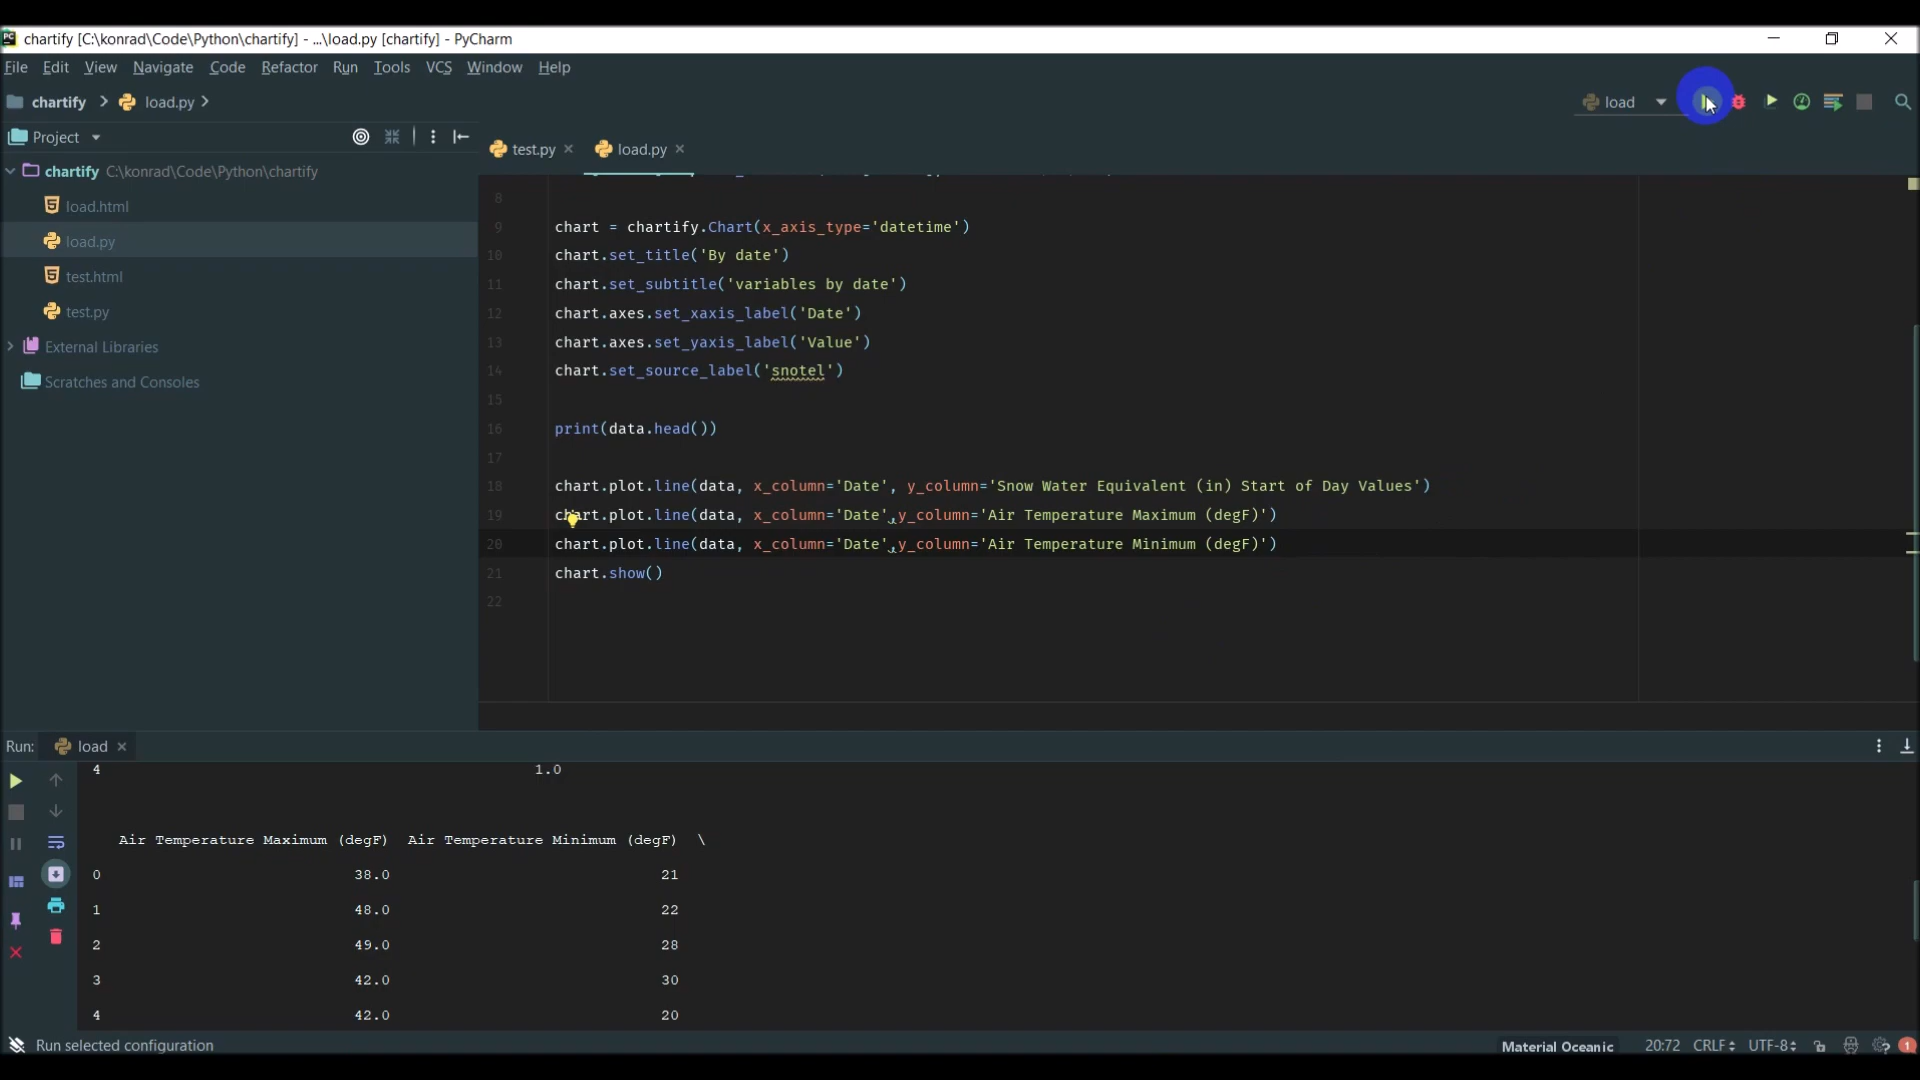 chartify [C:\konrad\Code\Python\chartify] - ...\load.py [chartify] - PyCharm
File Edit View Navigate Code Refactor Run Tools VCS Window Help
chartify load.py
load
Project
test.py load.py
chartify C:\konrad\Code\Python\chartify
load.html
load.py
test.html
test.py
External Libraries
Scratches and Consoles
8
9 chart = chartify.Chart(x_axis_type='datetime')
10 chart.set_title('By date')
11 chart.set_subtitle('variables by date')
12 chart.axes.set_xaxis_label('Date')
13 chart.axes.set_yaxis_label('Value')
14 chart.set_source_label('snotel')
15
16 print(data.head())
17
18 chart.plot.line(data, x_column='Date', y_column='Snow Water Equivalent (in) Start of Day Values')
19 chart.plot.line(data, x_column='Date',y_column='Air Temperature Maximum (degF)')
20 chart.plot.line(data, x_column='Date',y_column='Air Temperature Minimum (degF)')
21 chart.show()
22
Run: load
4 1.0
Air Temperature Maximum (degF) Air Temperature Minimum (degF) \
0 38.0 21
1 48.0 22
2 49.0 28
3 42.0 30
4 42.0 20
Run selected configuration
Material Oceanic 20:72 CRLF UTF-8 1